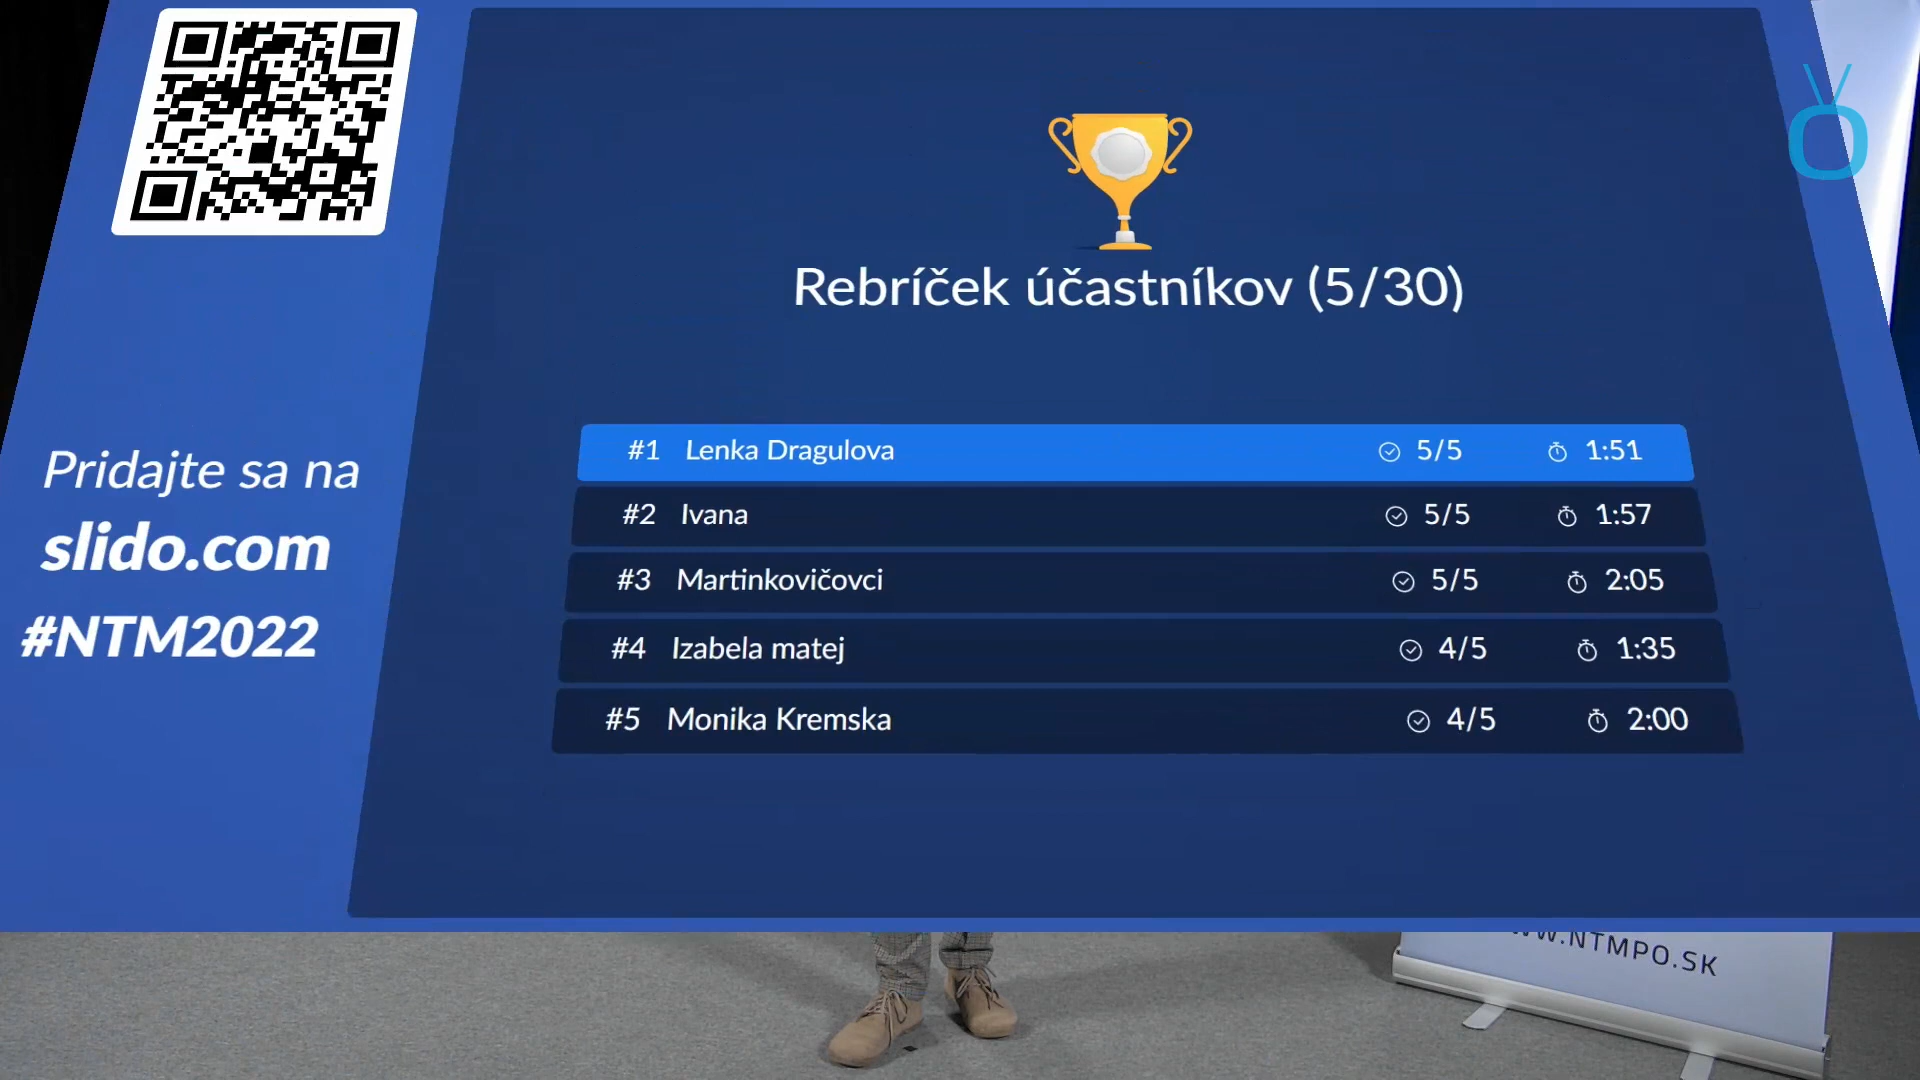 Rebríček účastníkov (5/30)
#1 Lenka Dragulova 5/5 1:51
#2 Ivana 5/5 1:57
#3 Martinkovičovci 5/5 2:05
#4 Izabela matej 4/5 1:35
#5 Monika Kremska 4/5 2:00
Pridajte sa na
slido.com
#NTM2022
WWW.NTMPO.SK